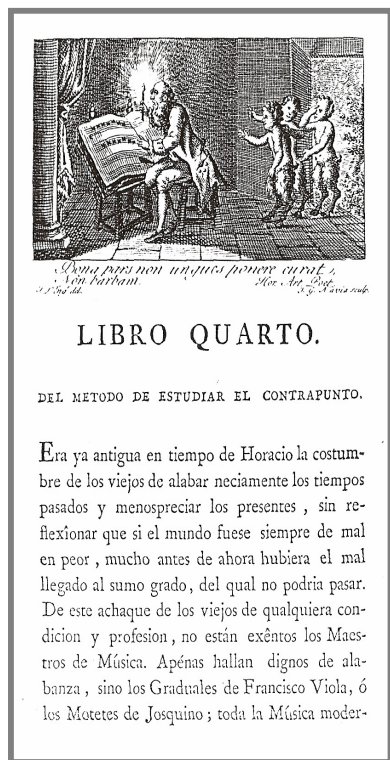 Bona pars non ungues ponere curat,
Non barbam.
Hor. Art. Poet.
LIBRO QUARTO.
DEL METODO DE ESTUDIAR EL CONTRAPUNTO.
Era ya antigua en tiempo de Horacio la costum-
bre de los viejos de alabar neciamente los tiempos
pasados y menospreciar los presentes , sin re-
flexîonar que si el mundo fuese siempre de mal
en peor , mucho antes de ahora hubiera el mal
llegado al sumo grado , del qual no podria pasar.
De este achaque de los viejos de qualquiera con-
dicion y profesion , no están exêntos los Maes-
tros de Música. Apénas hallan dignos de ala-
banza , sino los Graduales de Francisco Viola, ó
los Motetes de Josquino ; toda la Música moder-